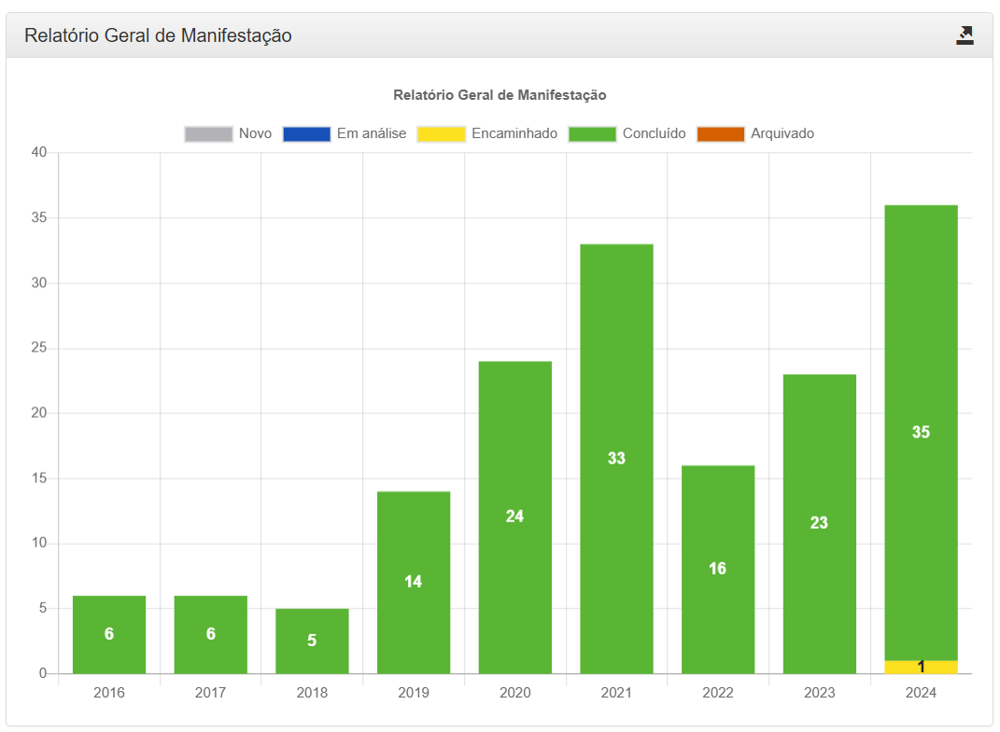 Relatório Geral de Manifestação
Relatório Geral de Manifestação
Novo Em análise Encaminhado Concluído Arquivado
40
35
30
25
20
15
10
5
0
6 6 5 14 24 33 16 23 35
1
2016 2017 2018 2019 2020 2021 2022 2023 2024